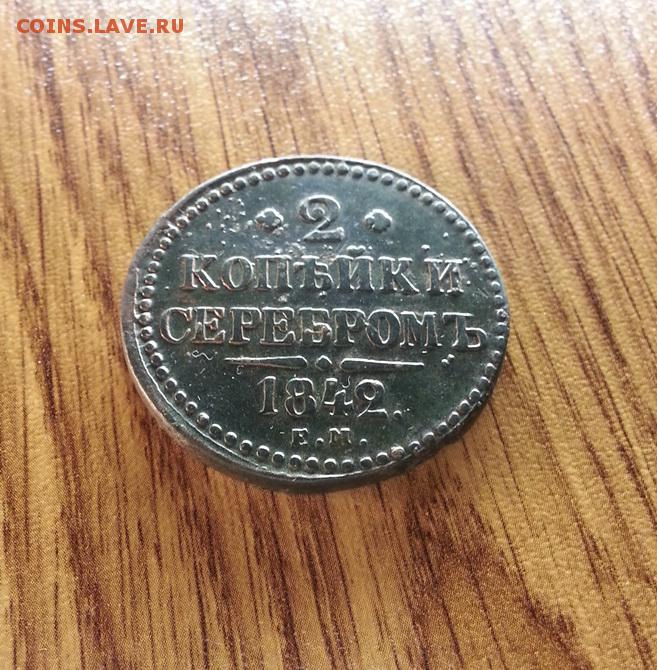 COINS.LAVE.RU
2
КОПѢЙКИ
СЕРЕБРОМЪ
1842.
Е.М.